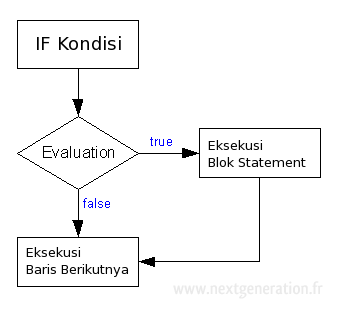 IF Kondisi
Evaluation
true
Eksekusi
Blok Statement
false
Eksekusi
Baris Berikutnya
www.nextgeneration.fr